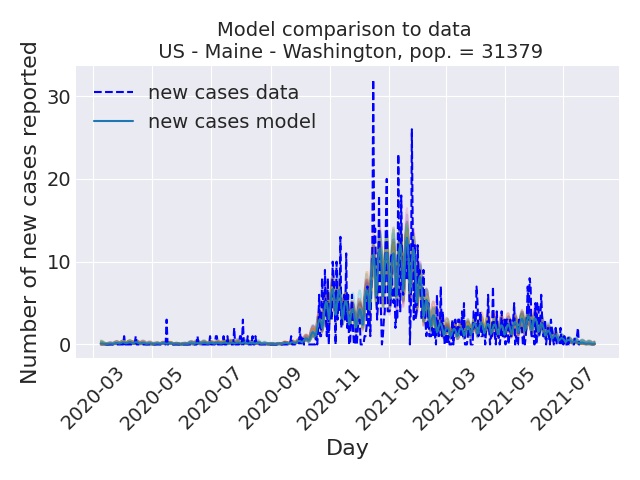 Model comparison to data
US - Maine - Washington, pop. = 31379
Number of new cases reported
30
20
10
0
new cases data
new cases model
2020-03
2020-05
2020-07
2020-09
2020-11
2021-01
2021-03
2021-05
2021-07
Day